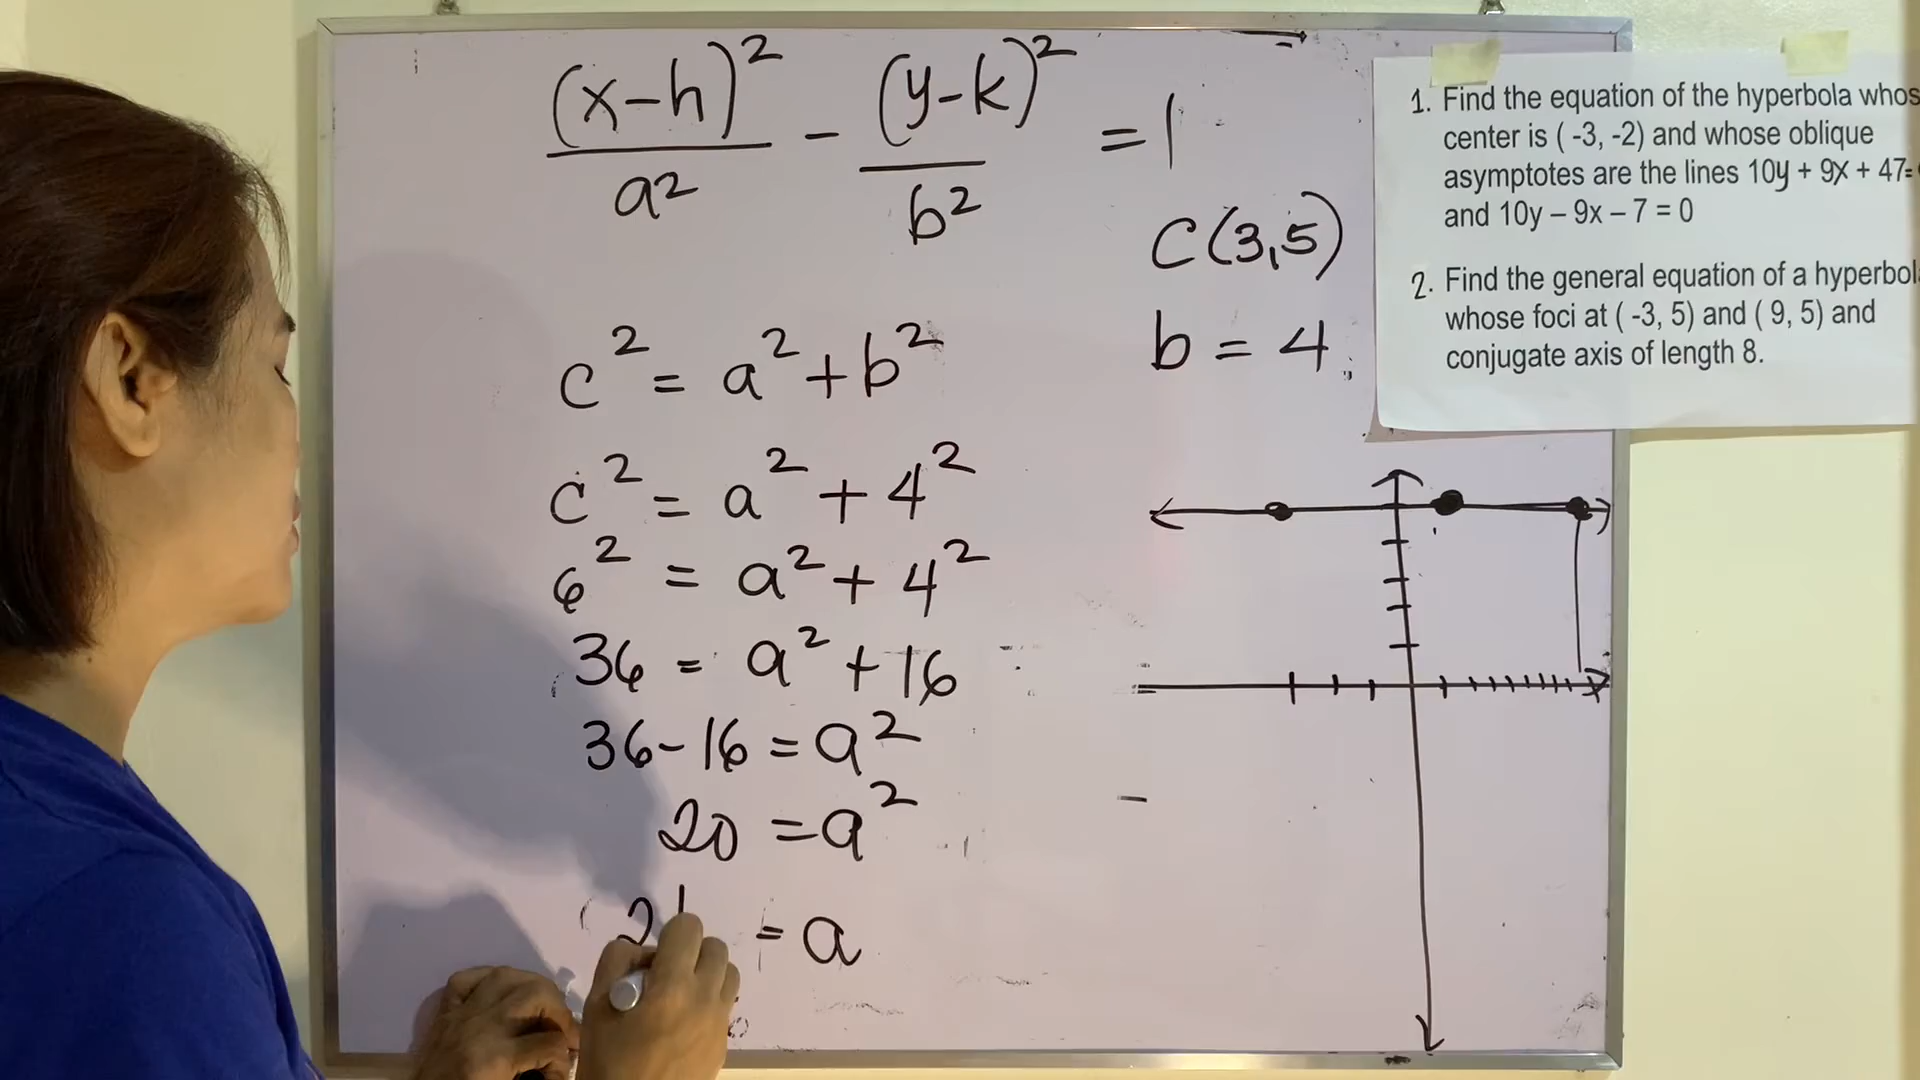 (x-h)² / a² - (y-k)² / b² = 1
C(3,5)
b = 4
c² = a² + b²
c² = a² + 4²
6² = a² + 4²
36 = a² + 16
36 - 16 = a²
20 = a²
2 = a
1. Find the equation of the hyperbola whos
center is ( -3, -2) and whose oblique
asymptotes are the lines 10y + 9x + 47=
and 10y – 9x – 7 = 0
2. Find the general equation of a hyperbol
whose foci at ( -3, 5) and ( 9, 5) and
conjugate axis of length 8.